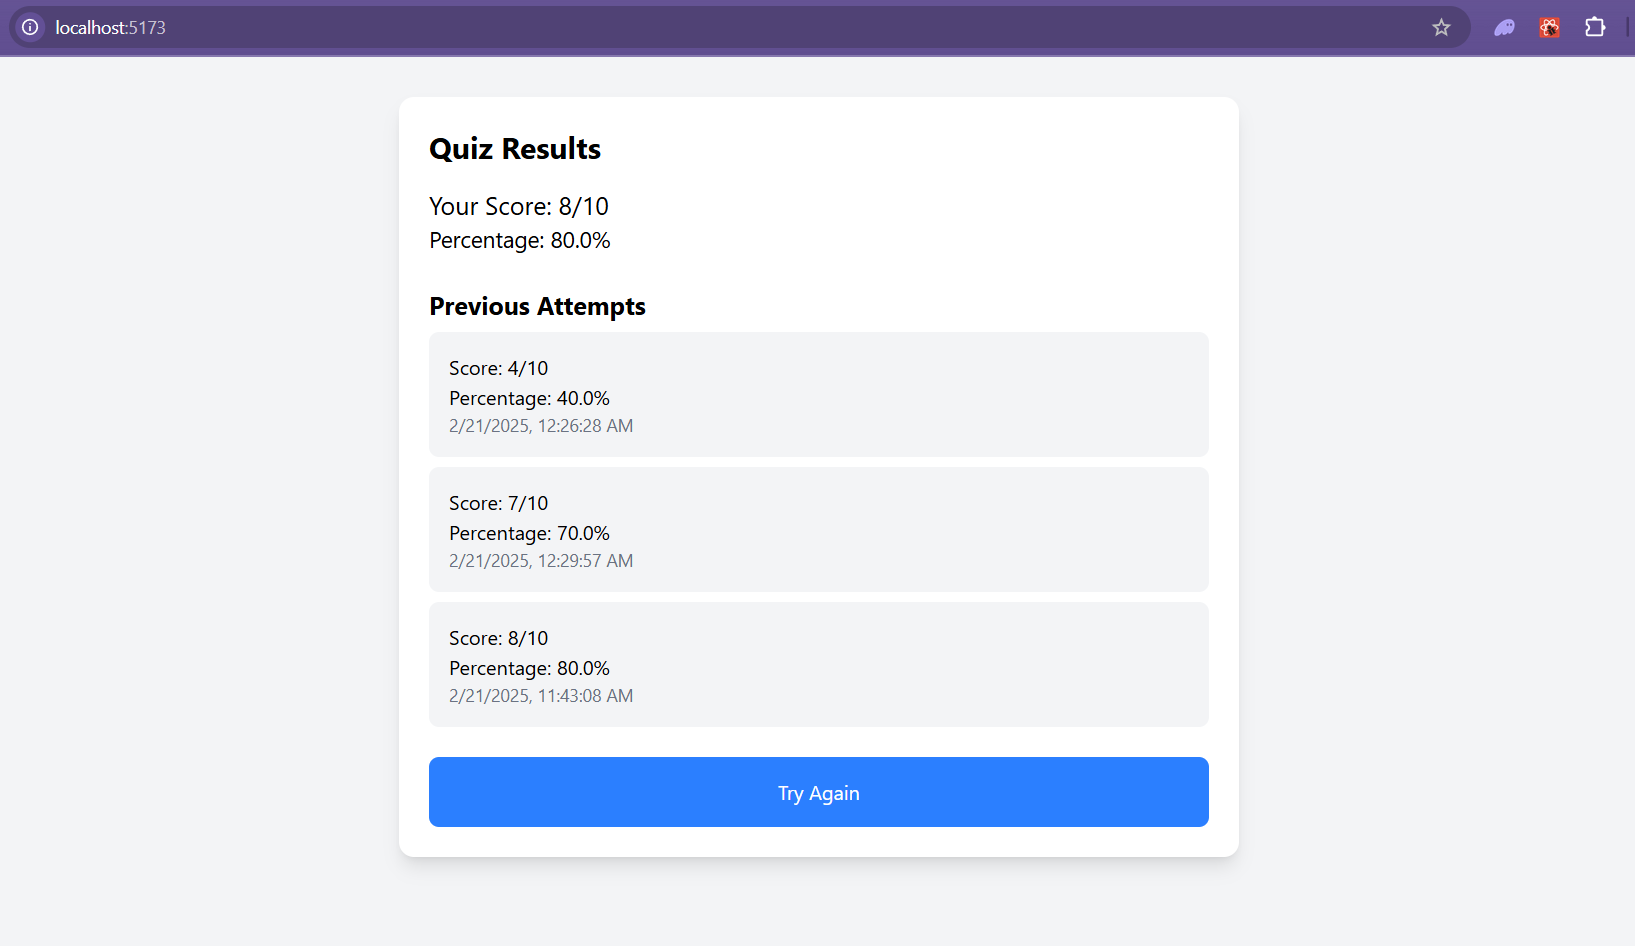 localhost:5173
Quiz Results
Your Score: 8/10
Percentage: 80.0%
Previous Attempts
Score: 4/10
Percentage: 40.0%
2/21/2025, 12:26:28 AM
Score: 7/10
Percentage: 70.0%
2/21/2025, 12:29:57 AM
Score: 8/10
Percentage: 80.0%
2/21/2025, 11:43:08 AM
Try Again